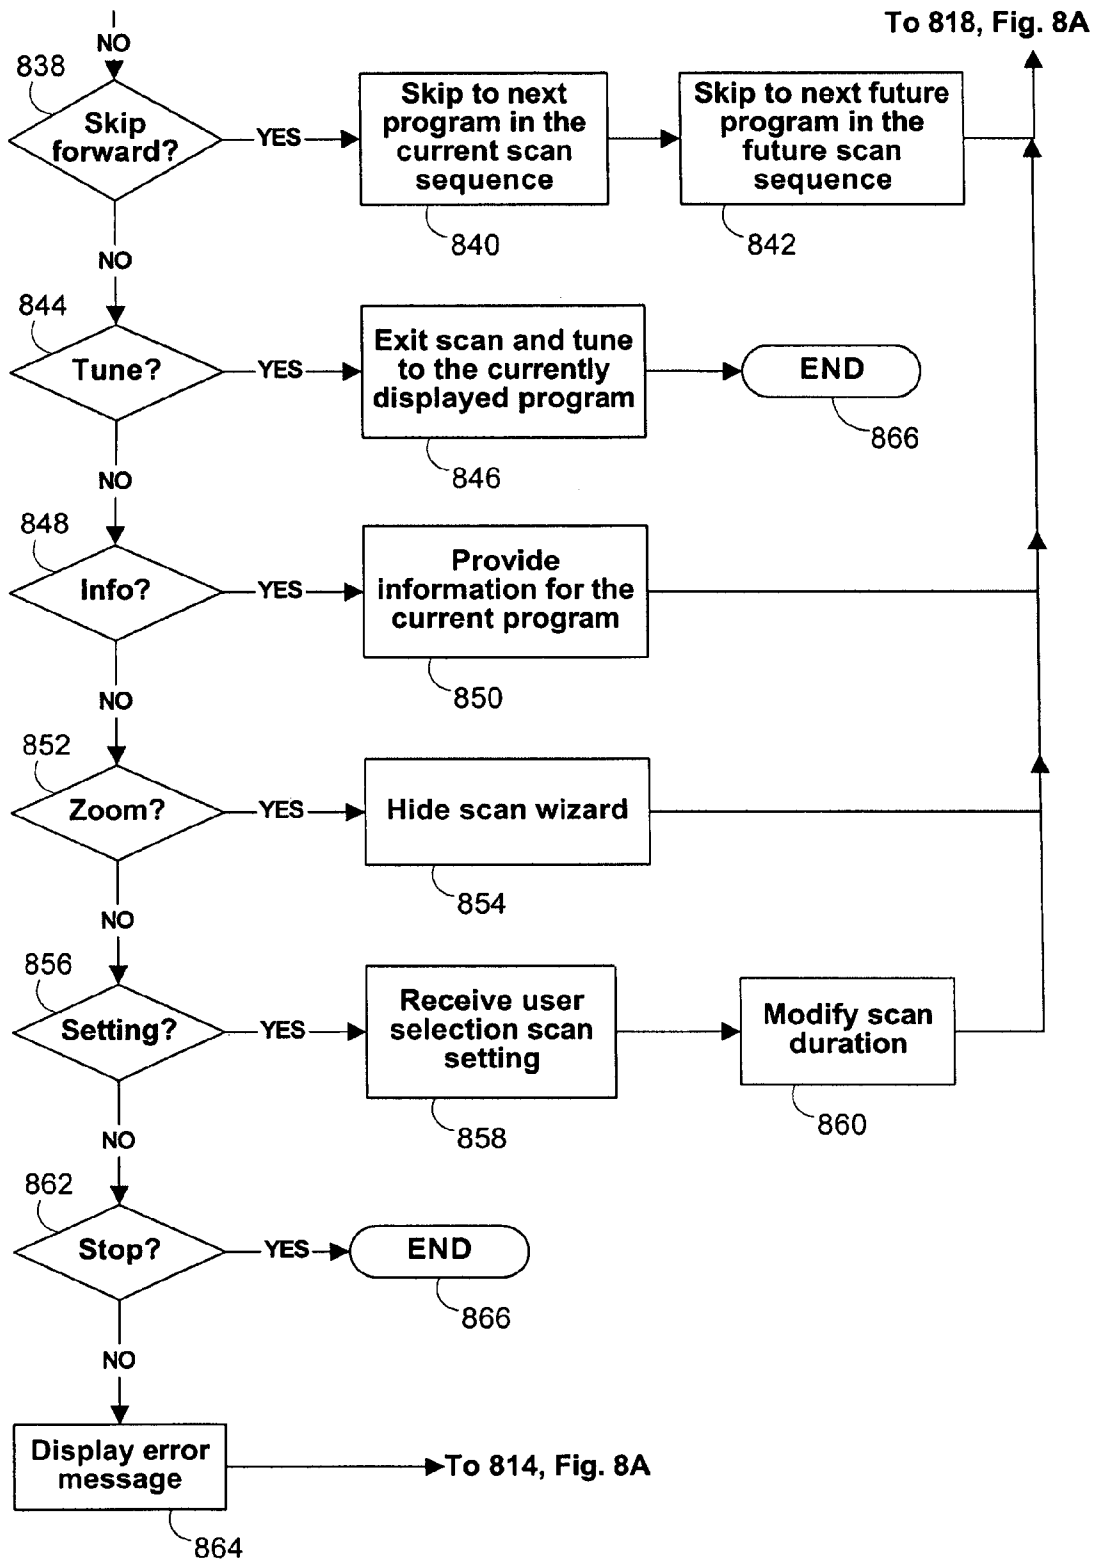 To 818, Fig. 8A
NO
838
Skip
forward?
YES
Skip to next
program in the
current scan
sequence
840
Skip to next future
program in the
future scan
sequence
842
NO
844
Tune?
YES
Exit scan and tune
to the currently
displayed program
846
END
866
NO
848
Info?
YES
Provide
information for the
current program
850
NO
852
Zoom?
YES
Hide scan wizard
854
NO
856
Setting?
YES
Receive user
selection scan
setting
858
Modify scan
duration
860
NO
862
Stop?
YES
END
866
NO
Display error
message
864
To 814, Fig. 8A